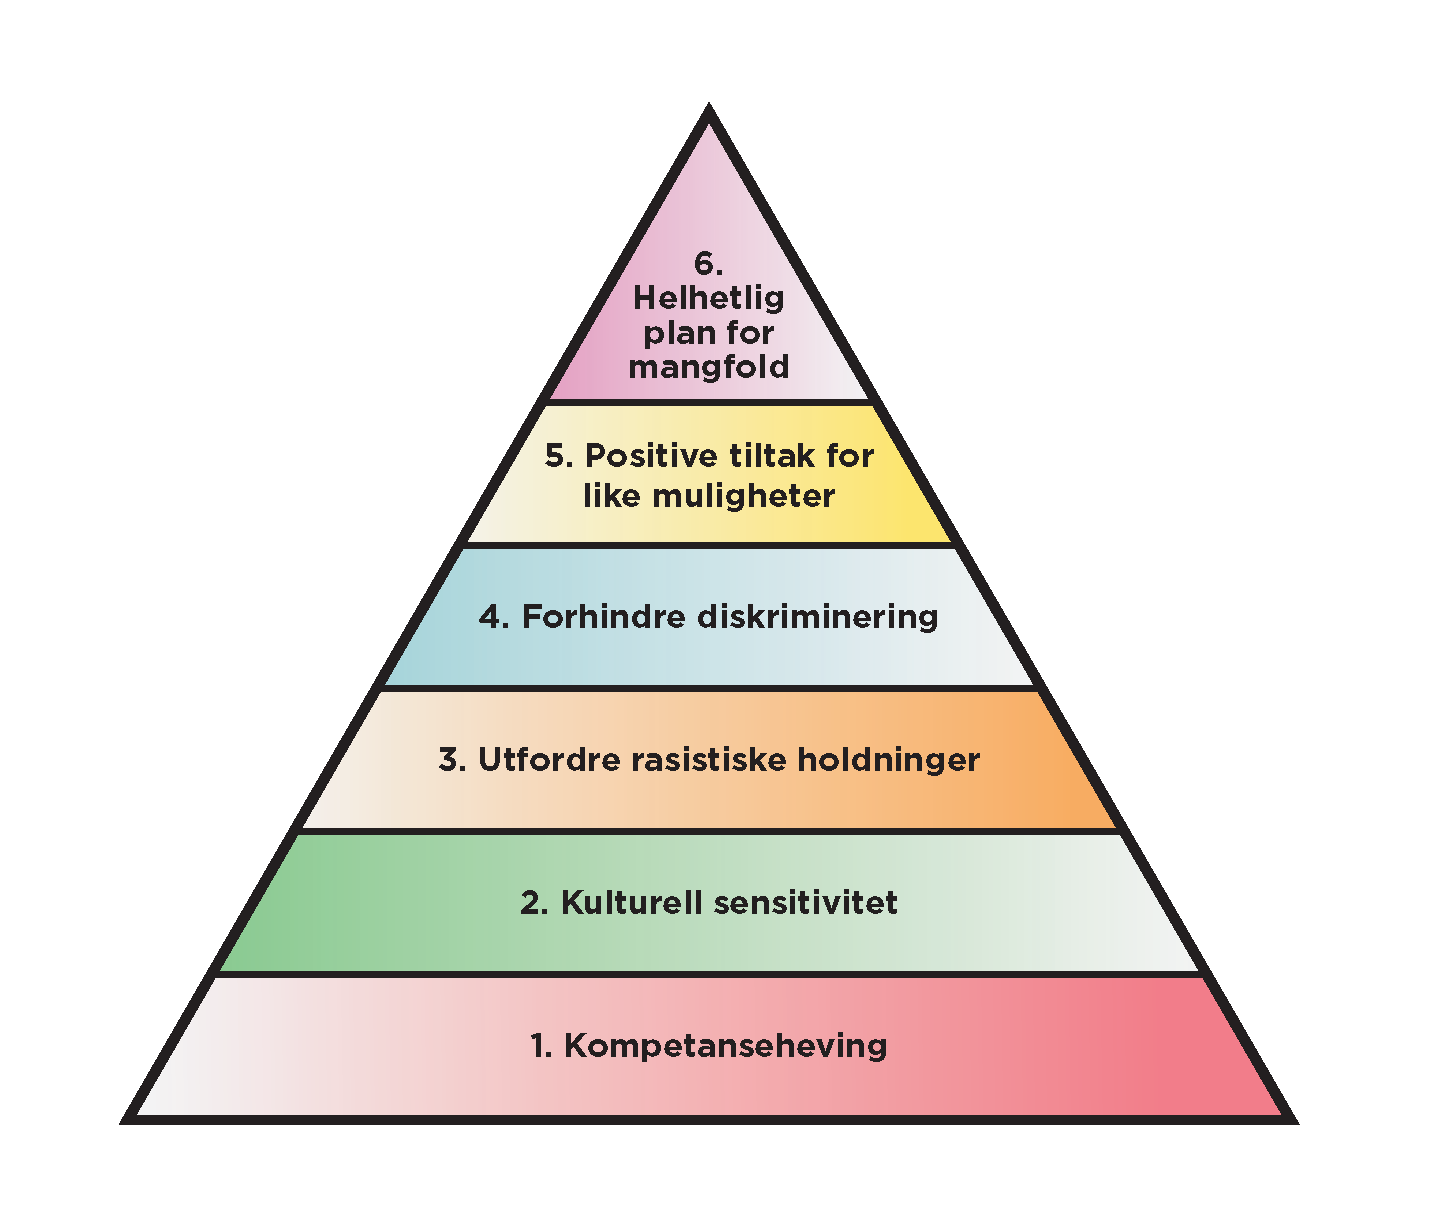 6.
Helhetlig
plan for
mangfold
5. Positive tiltak for
like muligheter
4. Forhindre diskriminering
3. Utfordre rasistiske holdninger
2. Kulturell sensitivitet
1. Kompetanseheving